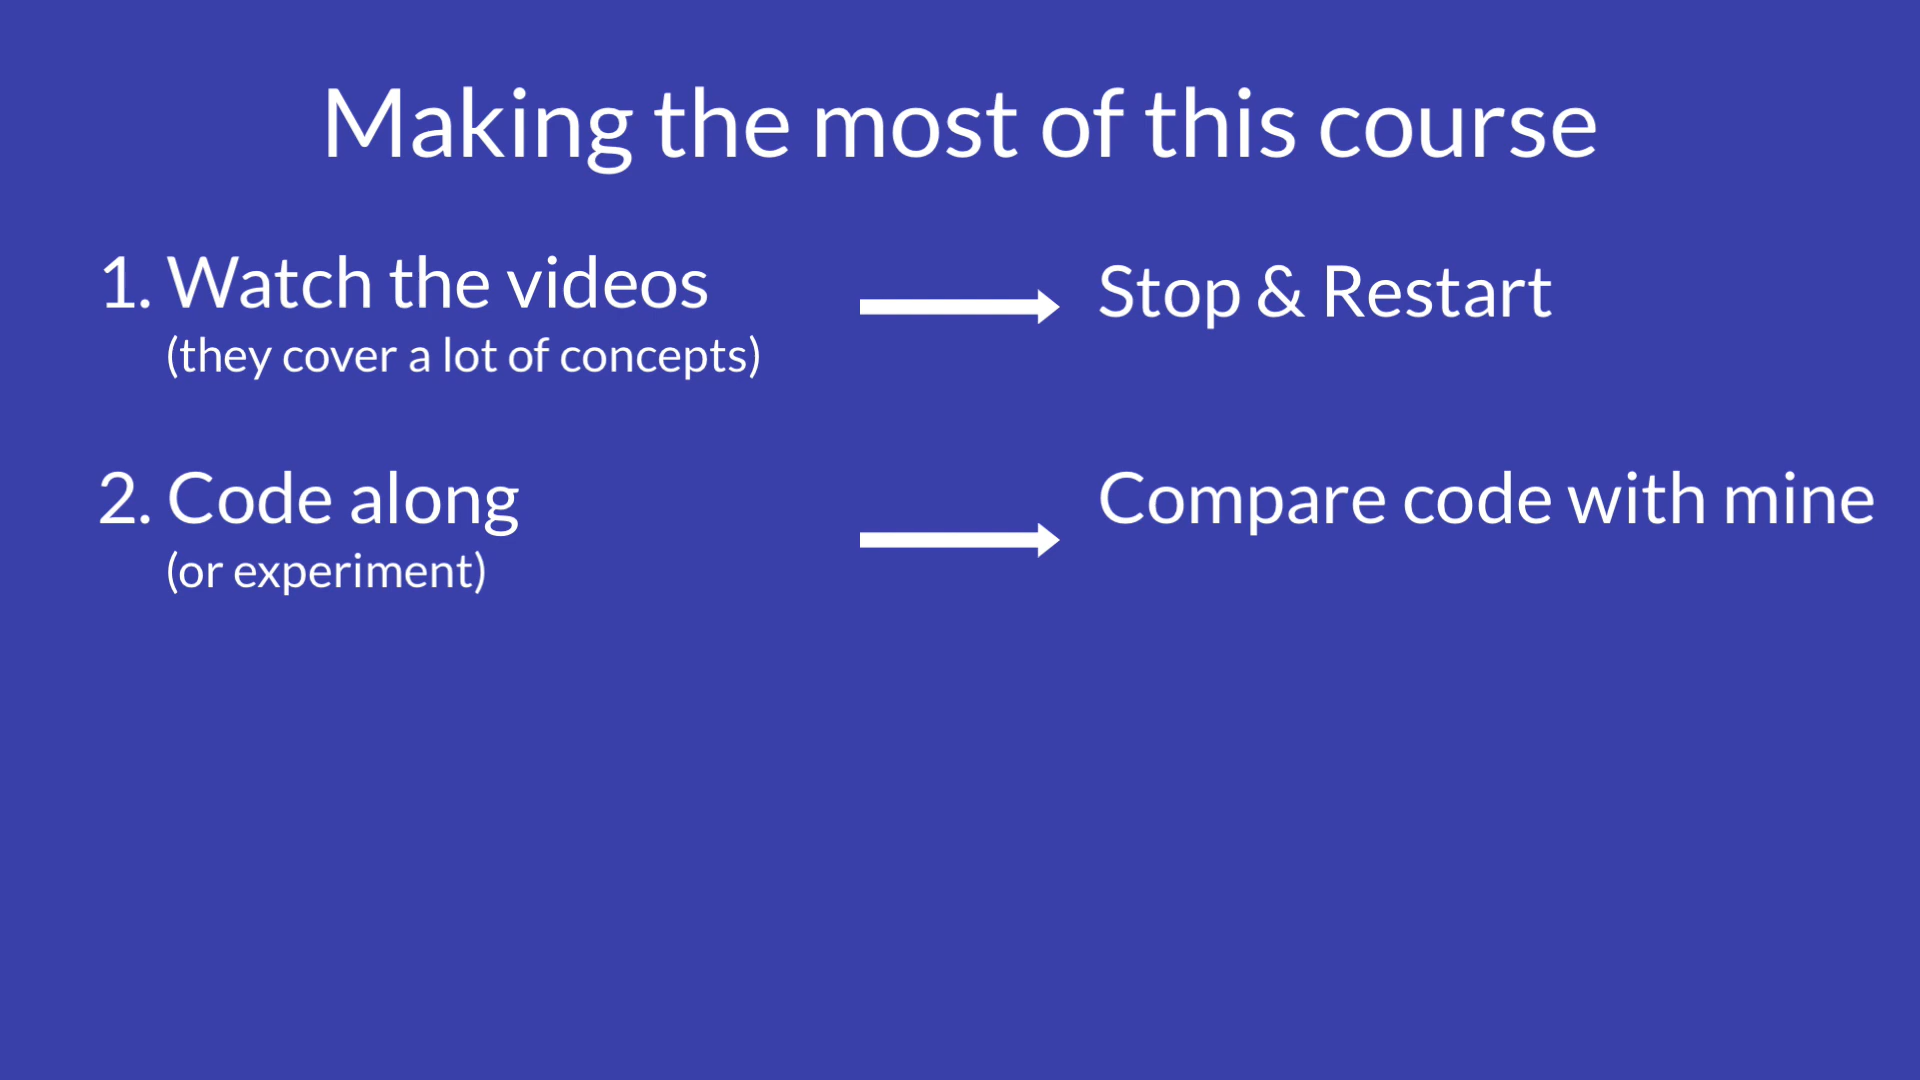 Making the most of this course
1. Watch the videos
(they cover a lot of concepts)
Stop & Restart
2. Code along
(or experiment)
Compare code with mine